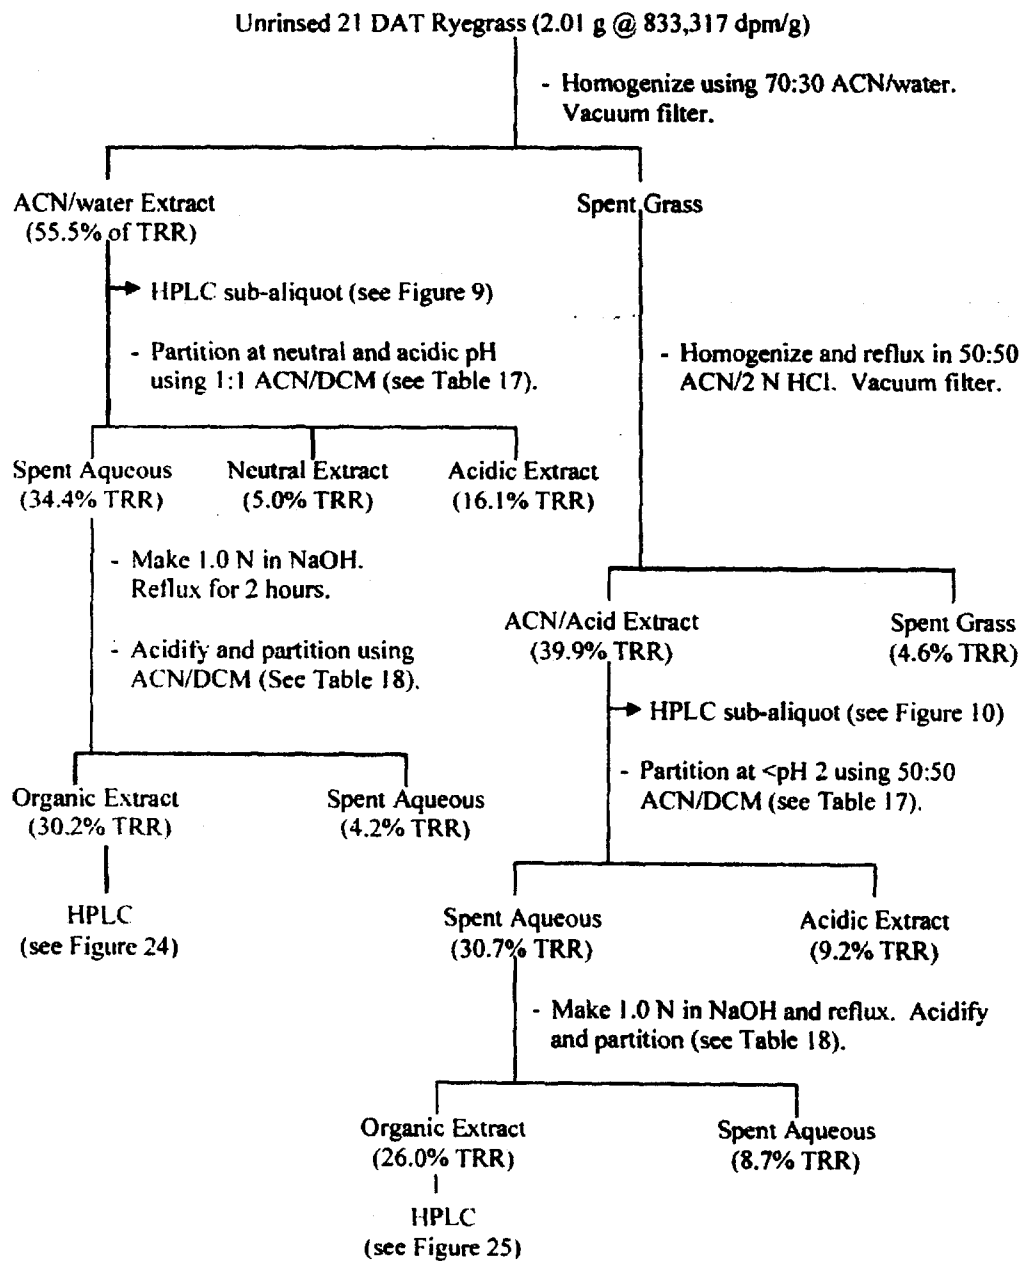 Unrinsed 21 DAT Ryegrass (2.01 g @ 833,317 dpm/g)
- Homogenize using 70:30 ACN/water.
Vacuum filter.
ACN/water Extract
(55.5% of TRR)
Spent Grass
HPLC sub-aliquot (see Figure 9)
- Partition at neutral and acidic pH
using 1:1 ACN/DCM (see Table 17).
- Homogenize and reflux in 50:50
ACN/2 N HCl. Vacuum filter.
Spent Aqueous
(34.4% TRR)
Neutral Extract
(5.0% TRR)
Acidic Extract
(16.1% TRR)
- Make 1.0 N in NaOH.
Reflux for 2 hours.
- Acidify and partition using
ACN/DCM (See Table 18).
ACN/Acid Extract
(39.9% TRR)
Spent Grass
(4.6% TRR)
HPLC sub-aliquot (see Figure 10)
- Partition at <pH 2 using 50:50
ACN/DCM (see Table 17).
Organic Extract
(30.2% TRR)
Spent Aqueous
(4.2% TRR)
HPLC
(see Figure 24)
Spent Aqueous
(30.7% TRR)
Acidic Extract
(9.2% TRR)
- Make 1.0 N in NaOH and reflux. Acidify
and partition (see Table 18).
Organic Extract
(26.0% TRR)
Spent Aqueous
(8.7% TRR)
HPLC
(see Figure 25)